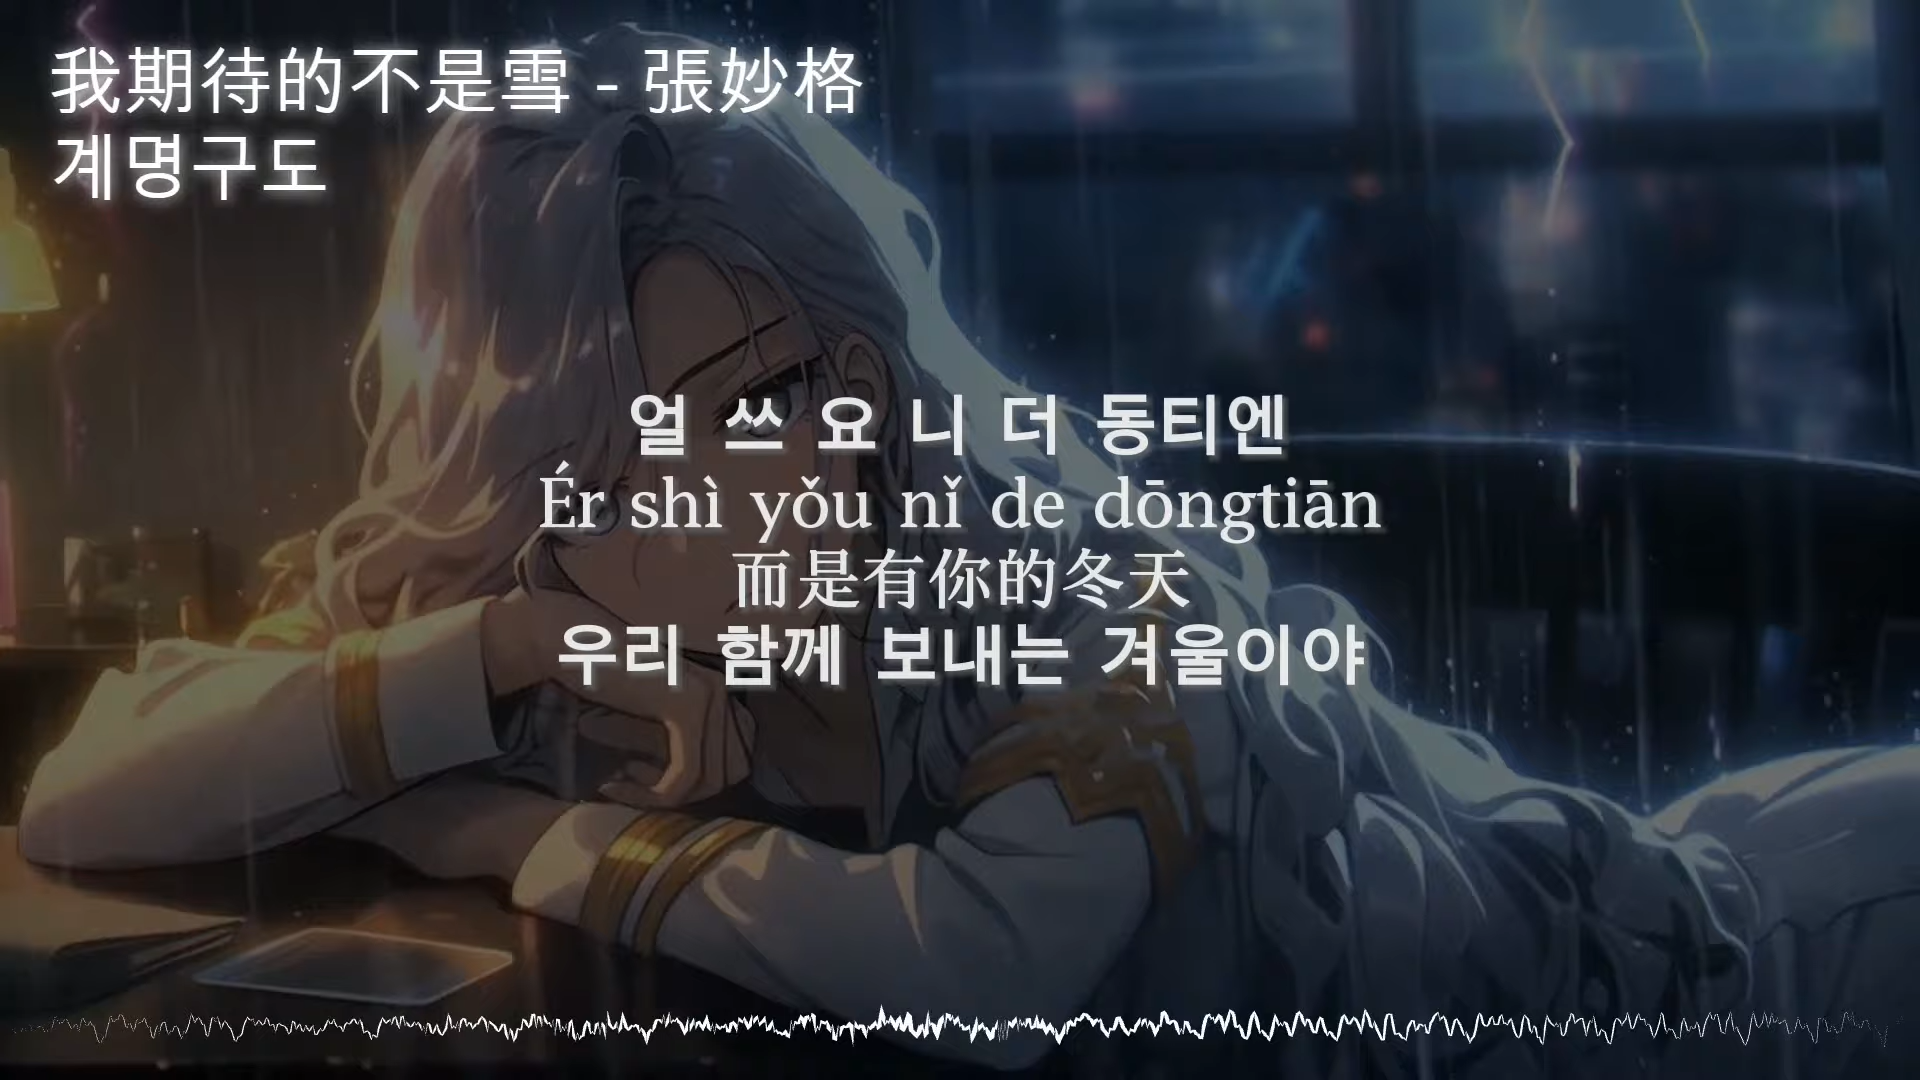 我期待的不是雪 - 張妙格
계명구도
얼 쓰 요 니 더 동티엔
Ér shì yǒu nǐ de dōngtiān
而是有你的冬天
우리 함께 보내는 겨울이야